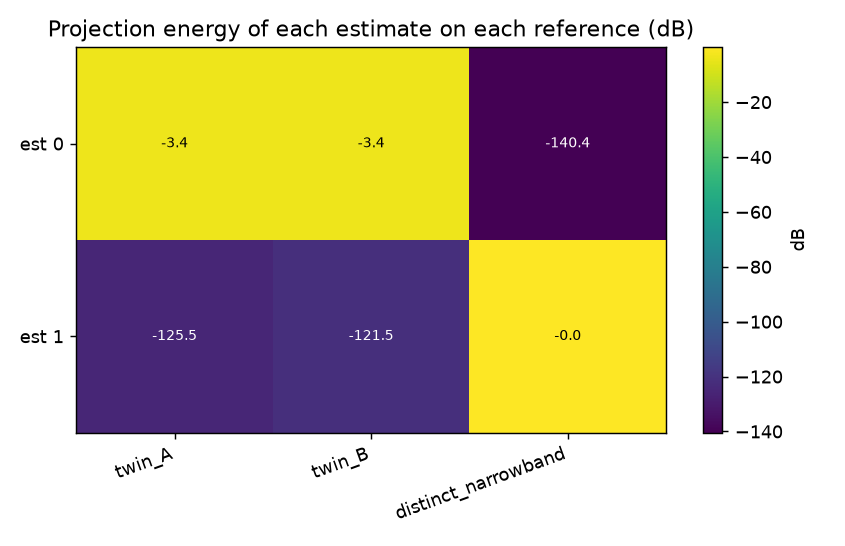 Projection energy of each estimate on each reference (dB)
est 0
-3.4
-3.4
-140.4
est 1
-125.5
-121.5
-0.0
twin_A
twin_B
distinct_narrowband
−20
−40
−60
−80
−100
−120
−140
dB